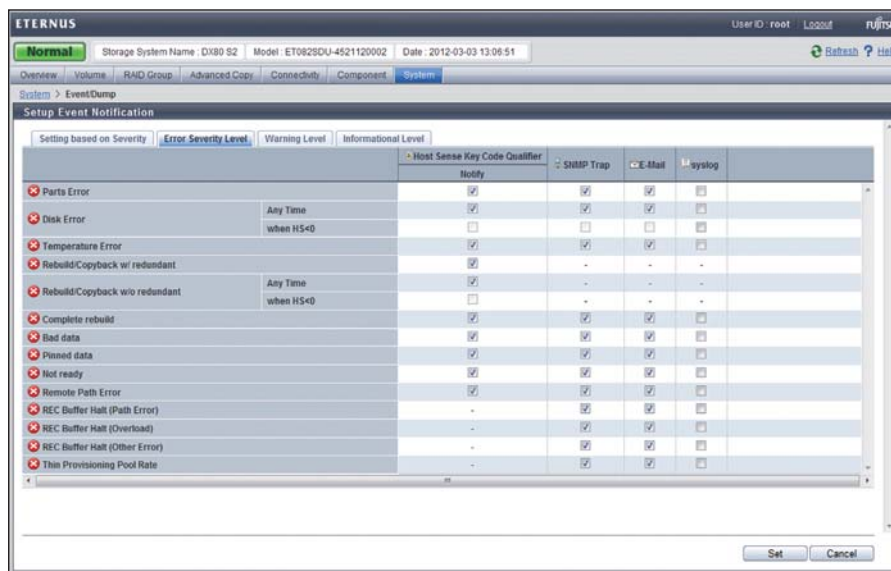 ETERNUS User ID : root Logout
Normal Storage System Name : DX80 S2 Model : ET082SDU-4521120002 Date : 2012-03-03 13:06:51 Refresh ?
Overview Volume RAID Group Advanced Copy Connectivity Component System
System > Event/Dump
Setup Event Notification
Setting based on Severity Error Severity Level Warning Level Informational Level
Host Sense Key Code Qualifier SNMP Trap E-Mail syslog
Notify
Parts Error
Disk Error Any Time
when HS<0
Temperature Error
Rebuild/Copyback w/ redundant - - -
Rebuild/Copyback w/o redundant Any Time - - -
when HS<0 - - -
Complete rebuild
Bad data
Pinned data
Not ready
Remote Path Error
REC Buffer Halt (Path Error) -
REC Buffer Halt (Overload) -
REC Buffer Halt (Other Error) -
Thin Provisioning Pool Rate -
Set Cancel